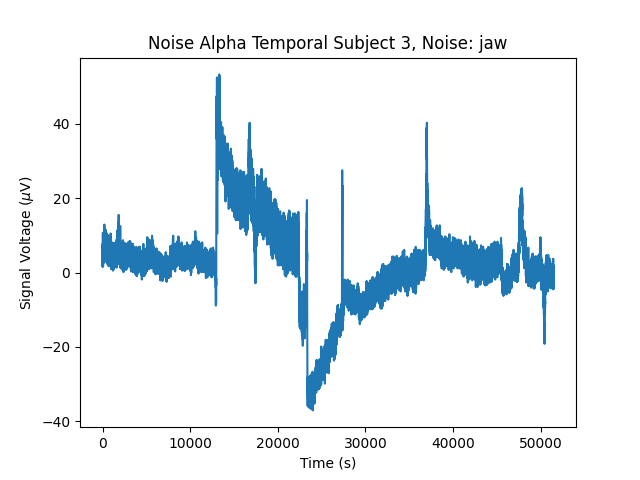 Noise Alpha Temporal Subject 3, Noise: jaw
Signal Voltage (μV)
40
20
0
−20
−40
0 10000 20000 30000 40000 50000
Time (s)